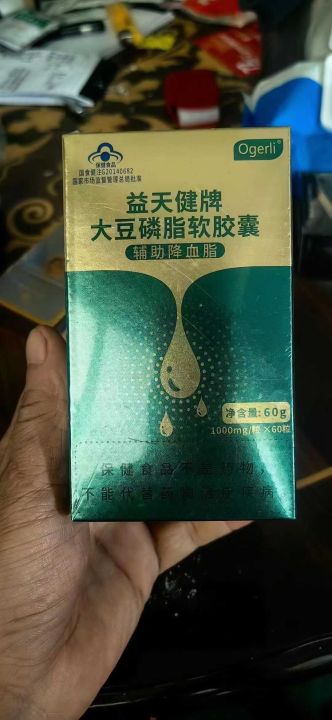 保健食品
国食健注G20140682
国家市场监督管理总局批准
Ogerli®
益天健牌
大豆磷脂软胶囊
辅助降血脂
净含量: 60g
1000mg/粒 ×60粒
保健食品不是药物，
不能代替药物治疗疾病